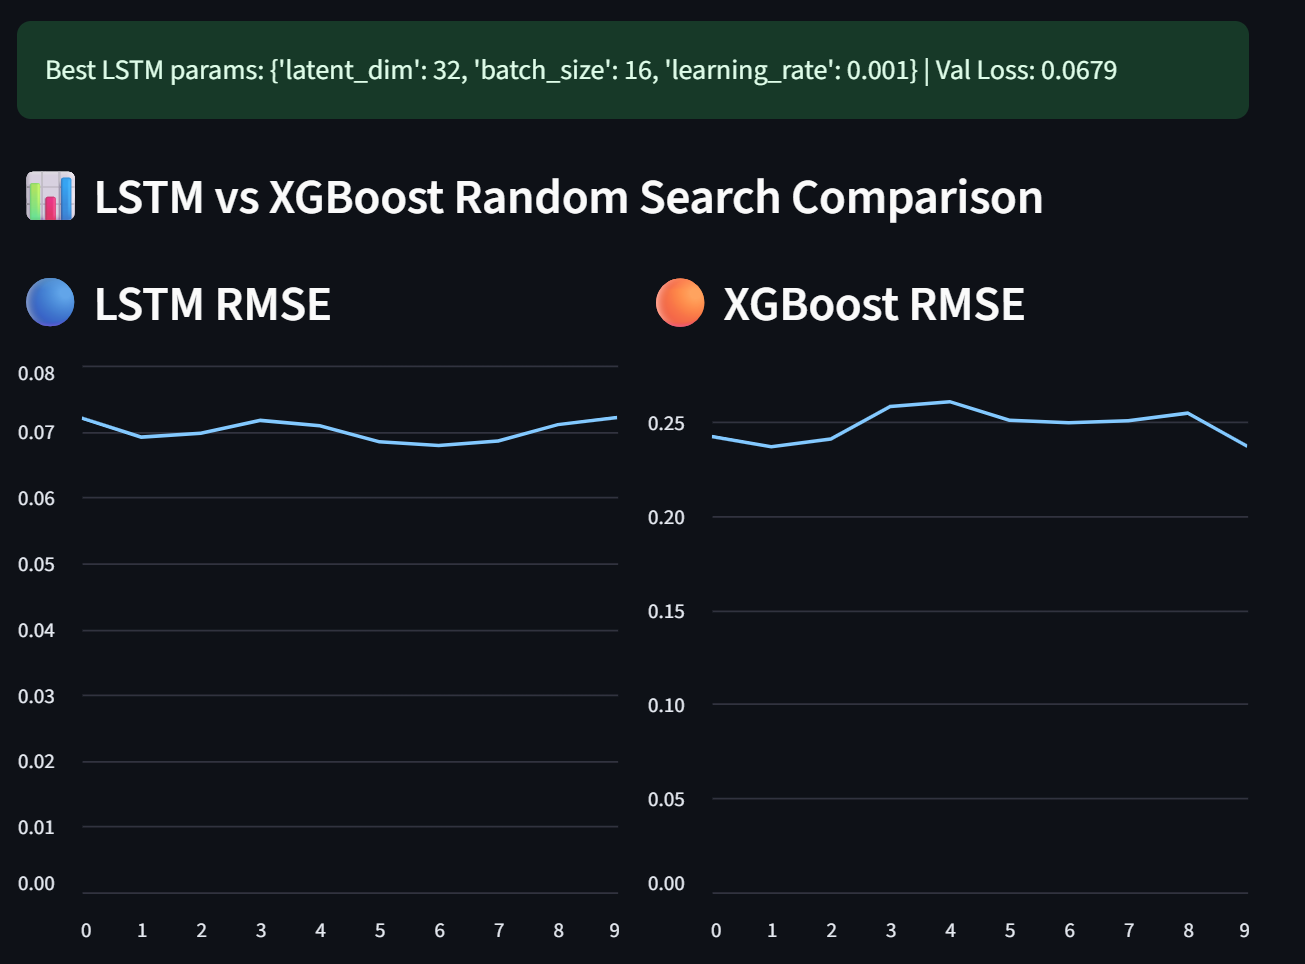 Best LSTM params: {'latent_dim': 32, 'batch_size': 16, 'learning_rate': 0.001} | Val Loss: 0.0679
LSTM vs XGBoost Random Search Comparison
LSTM RMSE
0.08
0.07
0.06
0.05
0.04
0.03
0.02
0.01
0.00
0 1 2 3 4 5 6 7 8 9
XGBoost RMSE
0.25
0.20
0.15
0.10
0.05
0.00
0 1 2 3 4 5 6 7 8 9